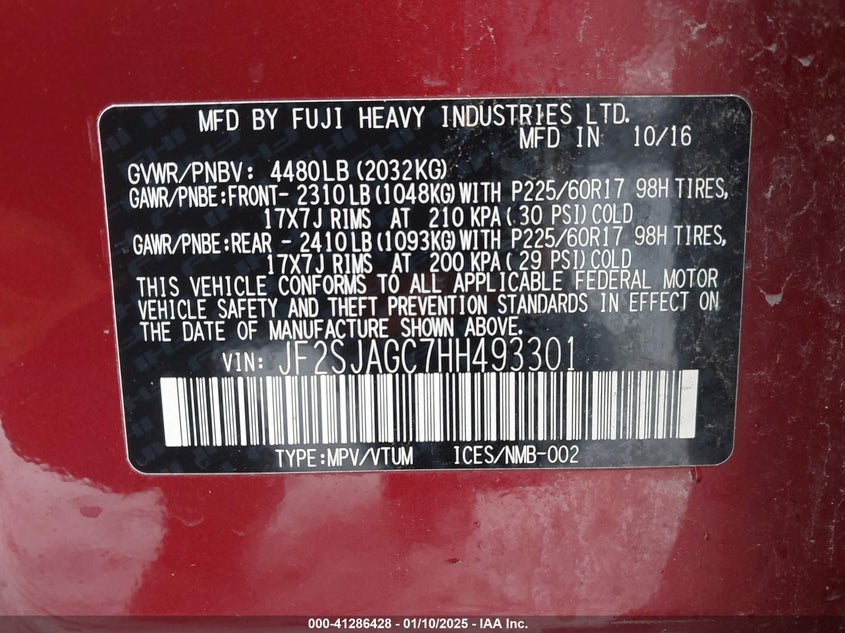 MFD BY FUJI HEAVY INDUSTRIES LTD.
MFD IN 10/16
GVWR/PNBV: 4480LB (2032KG)
GAWR/PNBE:FRONT- 2310LB (1048KG) WITH P225/60R17 98H TIRES,
17X7J RIMS AT 210 KPA ( 30 PSI) COLD
GAWR/PNBE:REAR - 2410LB (1093KG) WITH P225/60R17 98H TIRES,
17X7J RIMS AT 200 KPA ( 29 PSI) COLD
THIS VEHICLE CONFORMS TO ALL APPLICABLE FEDERAL MOTOR
VEHICLE SAFETY AND THEFT PREVENTION STANDARDS IN EFFECT ON
THE DATE OF MANUFACTURE SHOWN ABOVE.
VIN: JF2SJAGC7HH493301
TYPE:MPV/VTUM ICES/NMB-002
000-41286428 - 01/10/2025 - IAA Inc.